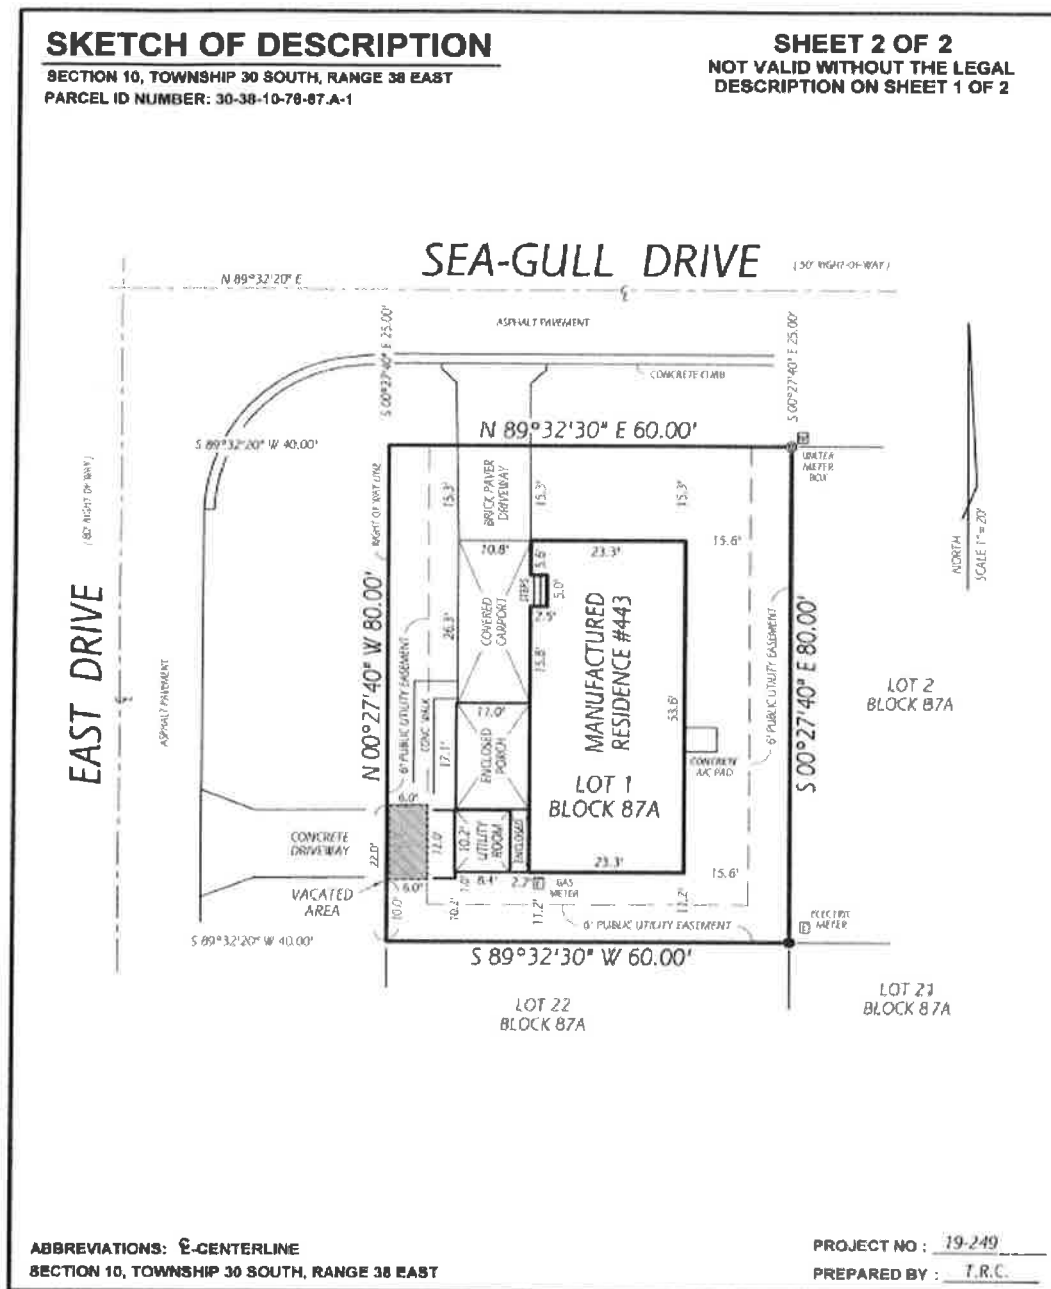 SKETCH OF DESCRIPTION
SECTION 10, TOWNSHIP 30 SOUTH, RANGE 38 EAST
PARCEL ID NUMBER: 30-38-10-76-87.A-1
SHEET 2 OF 2
NOT VALID WITHOUT THE LEGAL
DESCRIPTION ON SHEET 1 OF 2
SEA-GULL DRIVE
(50' RIGHT-OF-WAY)
N 89°32'20" E
℄
ASPHALT PAVEMENT
S 00°27'40" E 25.00'
S 00°27'40" E 25.00'
CONCRETE CURB
N 89°32'30" E 60.00'
S 89°32'20" W 40.00'
WATER
METER
BOX
(80' RIGHT OF WAY)
RIGHT OF WAY LINE
15.3'
BRICK PAVER
DRIVEWAY
15.3'
15.3'
NORTH
SCALE 1" = 20'
10.8'
23.3'
15.6'
5.6'
STEPS
5.0'
2.5'
COVERED
CARPORT
26.3'
15.8'
MANUFACTURED
RESIDENCE #443
53.6'
EAST DRIVE
ASPHALT PAVEMENT
N 00°27'40" W 80.00'
6' PUBLIC UTILITY EASEMENT
CONC. WALK
6' PUBLIC UTILITY EASEMENT
S 00°27'40" E 80.00'
LOT 2
BLOCK 87A
11.0'
ENCLOSED
PORCH
17.1'
CONCRETE
A/C PAD
LOT 1
BLOCK 87A
6.0'
CONCRETE
DRIVEWAY
22.0'
12.0'
10.2'
UTILITY
ROOM
ENCLOSED
23.3'
15.6'
VACATED
AREA
6.0'
1.0'
8.4'
2.2'
E
GAS
METER
10.0'
10.2'
11.2'
11.2'
6' PUBLIC UTILITY EASEMENT
E
ELECTRIC
METER
S 89°32'20" W 40.00'
S 89°32'30" W 60.00'
LOT 22
BLOCK 87A
LOT 21
BLOCK 87A
ABBREVIATIONS: ℄-CENTERLINE
SECTION 10, TOWNSHIP 30 SOUTH, RANGE 38 EAST
PROJECT NO : 19-249
PREPARED BY : T.R.C.